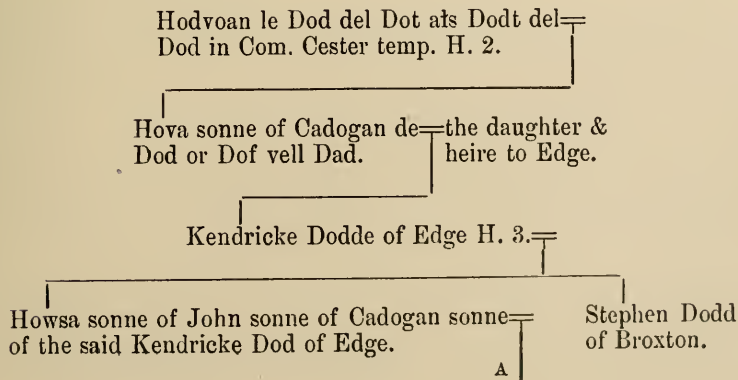 Hodvoan le Dod del Dot als Dodt del
Dod in Com. Cester temp. H. 2.
Hova sonne of Cadogan de
Dod or Dof vell Dad.
the daughter &
heire to Edge.
Kendricke Dodde of Edge H. 3.
Howsa sonne of John sonne of Cadogan sonne
of the said Kendricke Dod of Edge.
Stephen Dodd
of Broxton.
A